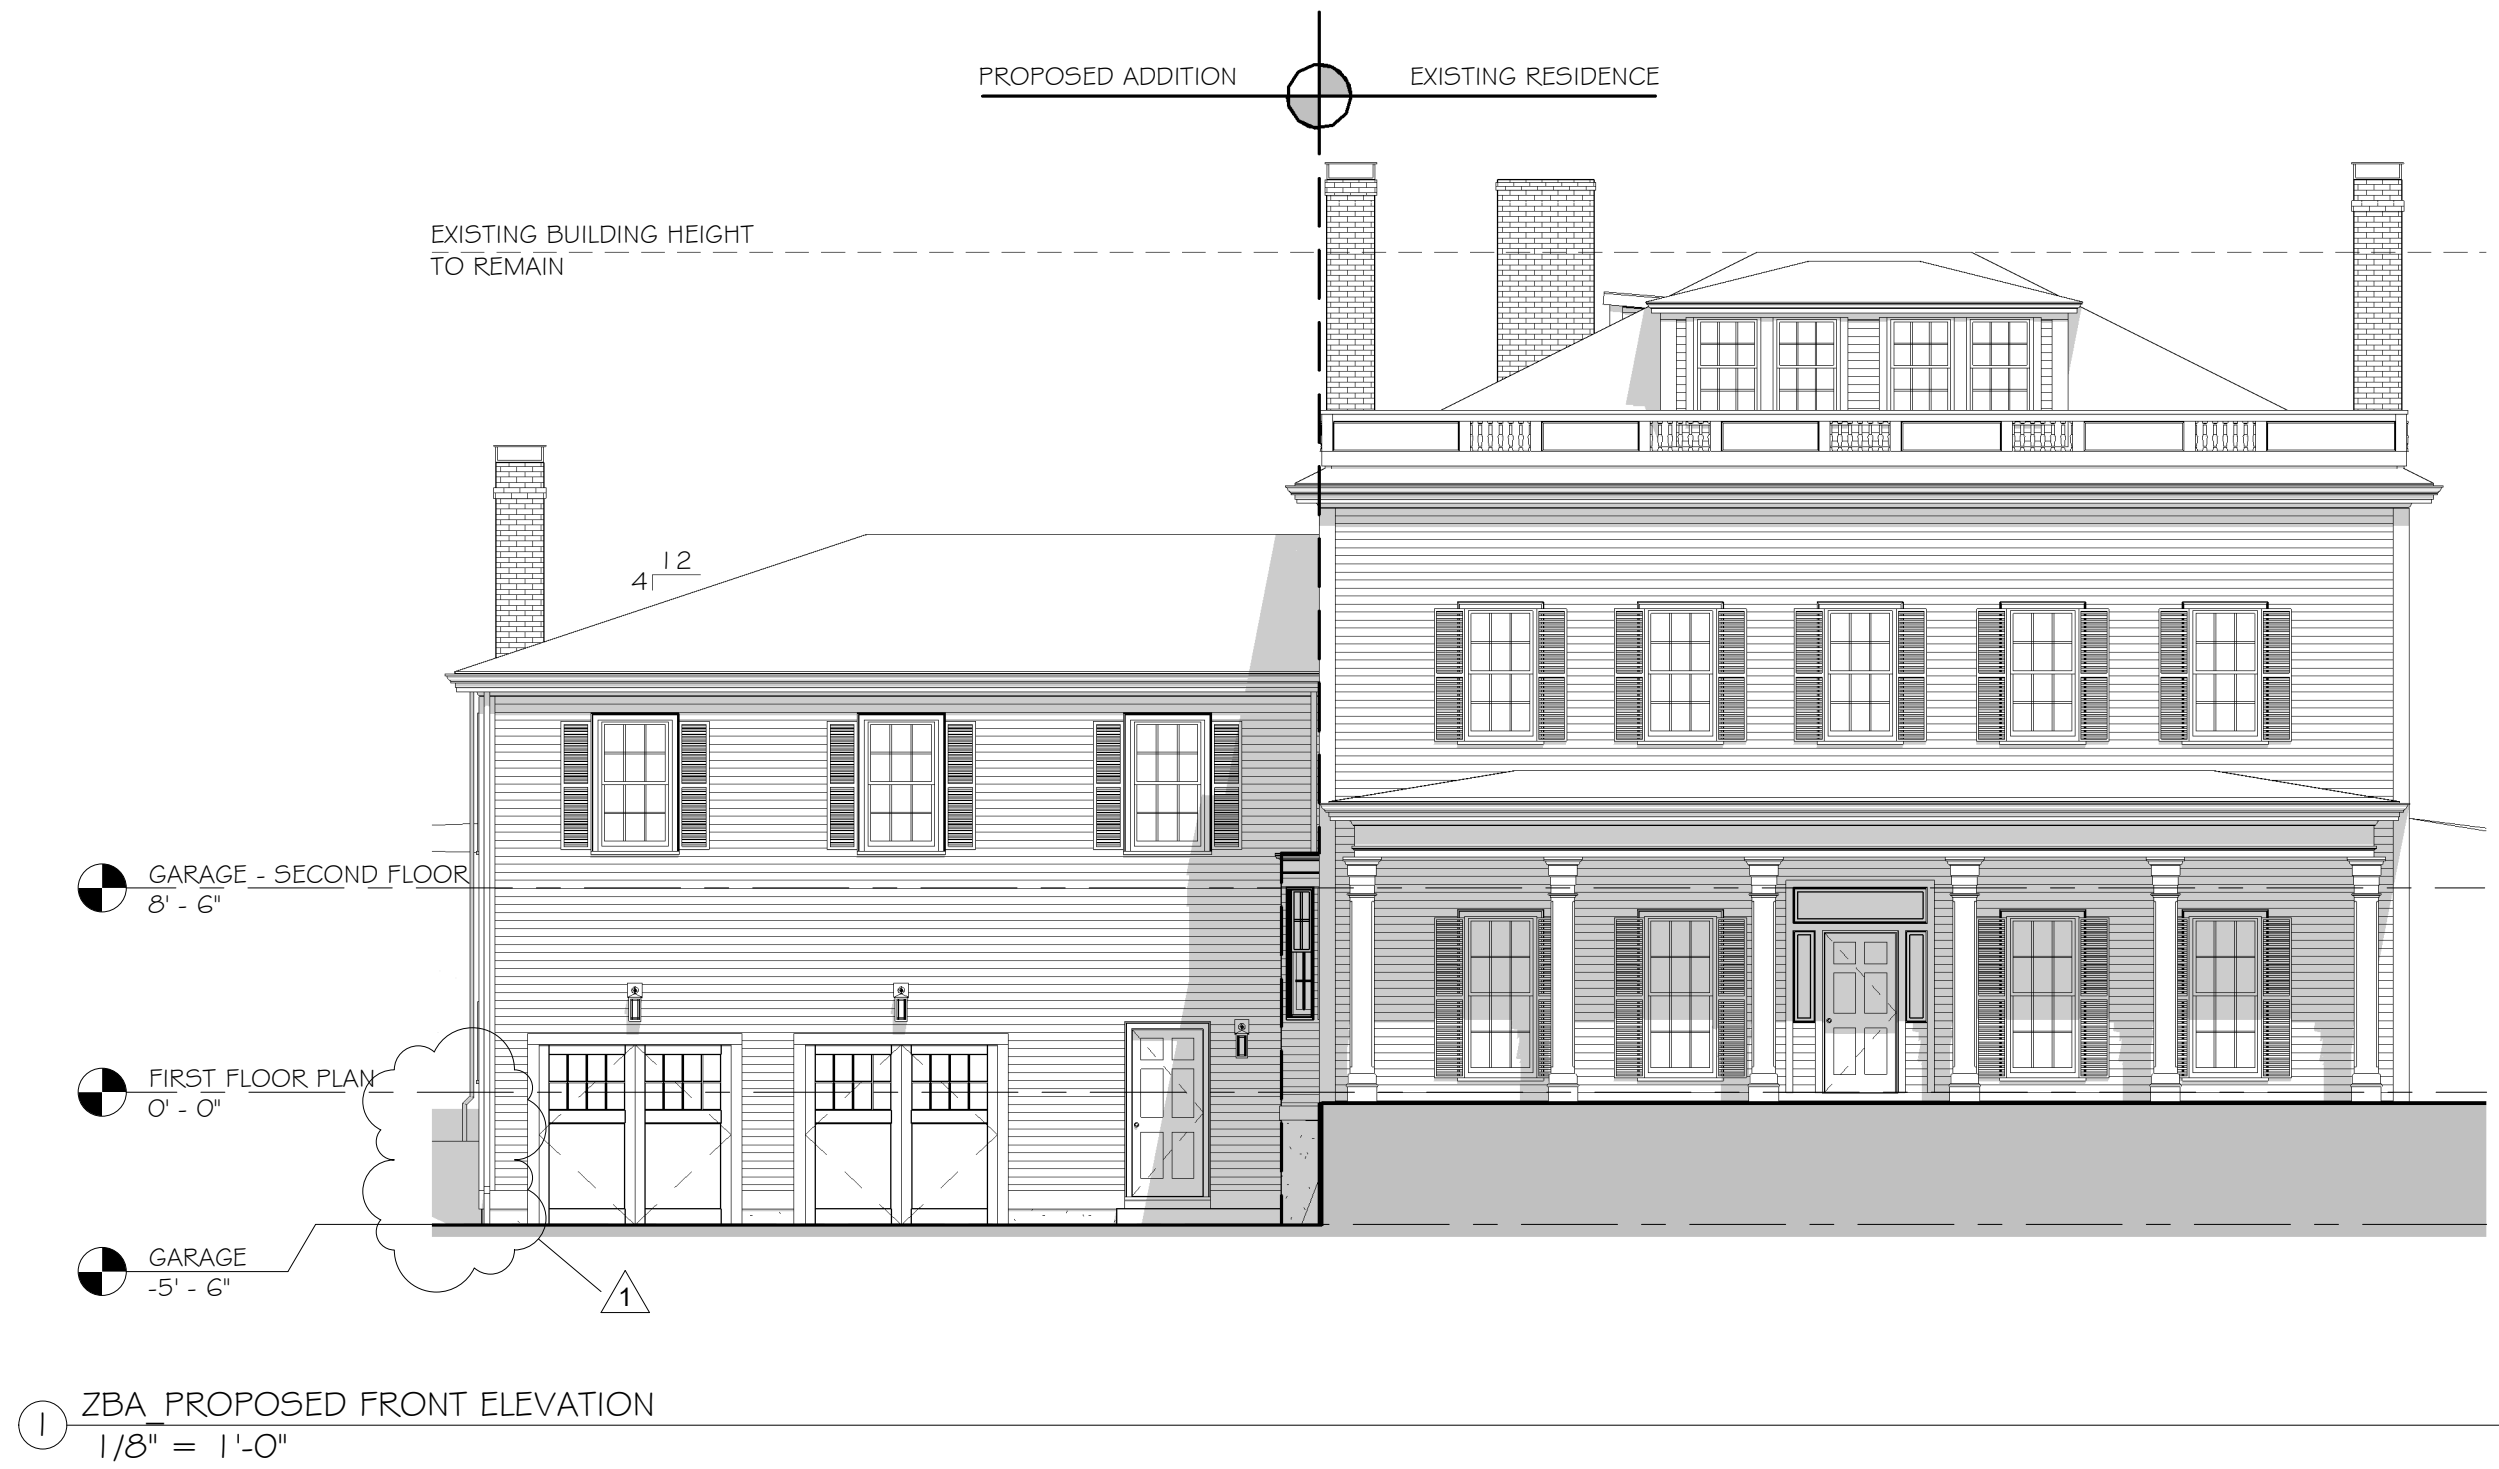 PROPOSED ADDITION
EXISTING RESIDENCE
EXISTING BUILDING HEIGHT
TO REMAIN
12
4
GARAGE - SECOND FLOOR
8' - 6"
FIRST FLOOR PLAN
0' - 0"
GARAGE
-5' - 6"
1
1
ZBA_PROPOSED FRONT ELEVATION
1/8" = 1'-0"